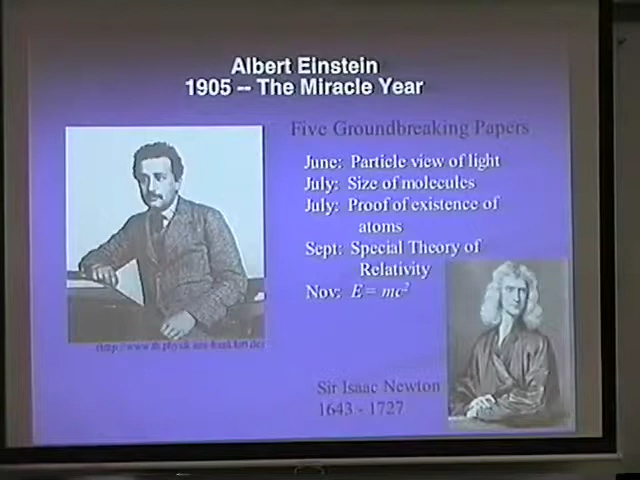 Albert Einstein
1905 -- The Miracle Year
Five Groundbreaking Papers
June: Particle view of light
July: Size of molecules
July: Proof of existence of
atoms
Sept: Special Theory of
Relativity
Nov: E = mc²
Sir Isaac Newton
1643 - 1727